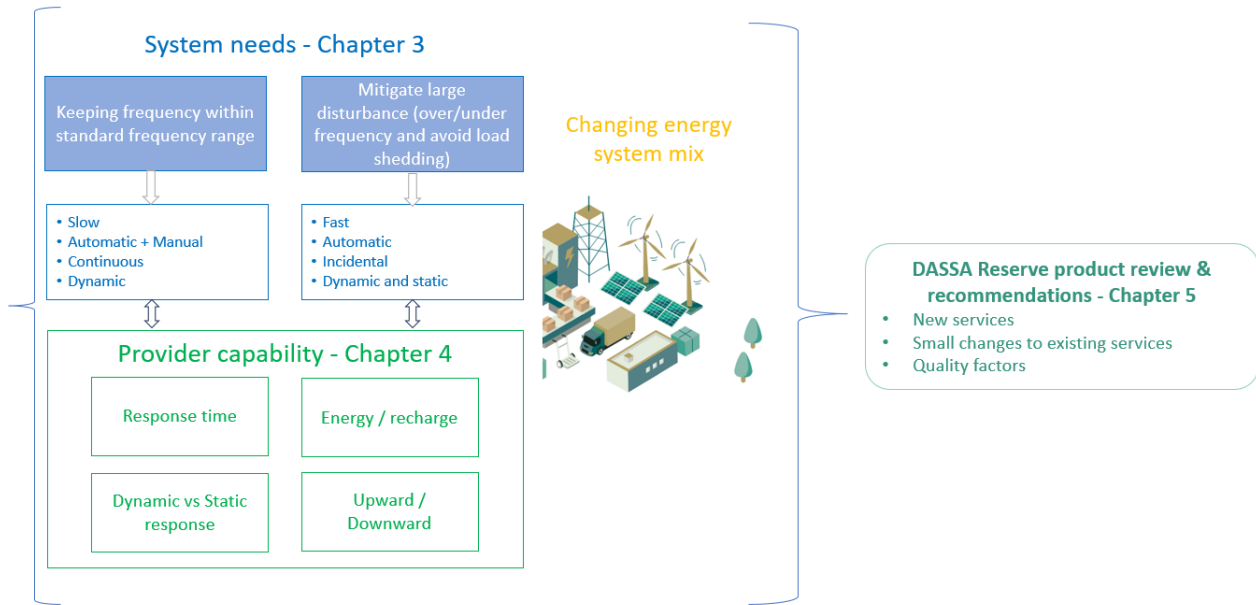 System needs - Chapter 3
Keeping frequency within
standard frequency range
Mitigate large
disturbance (over/under
frequency and avoid load
shedding)
• Slow
• Automatic + Manual
• Continuous
• Dynamic
• Fast
• Automatic
• Incidental
• Dynamic and static
Provider capability - Chapter 4
Response time
Energy / recharge
Dynamic vs Static
response
Upward /
Downward
Changing energy
system mix
DASSA Reserve product review &
recommendations - Chapter 5
• New services
• Small changes to existing services
• Quality factors